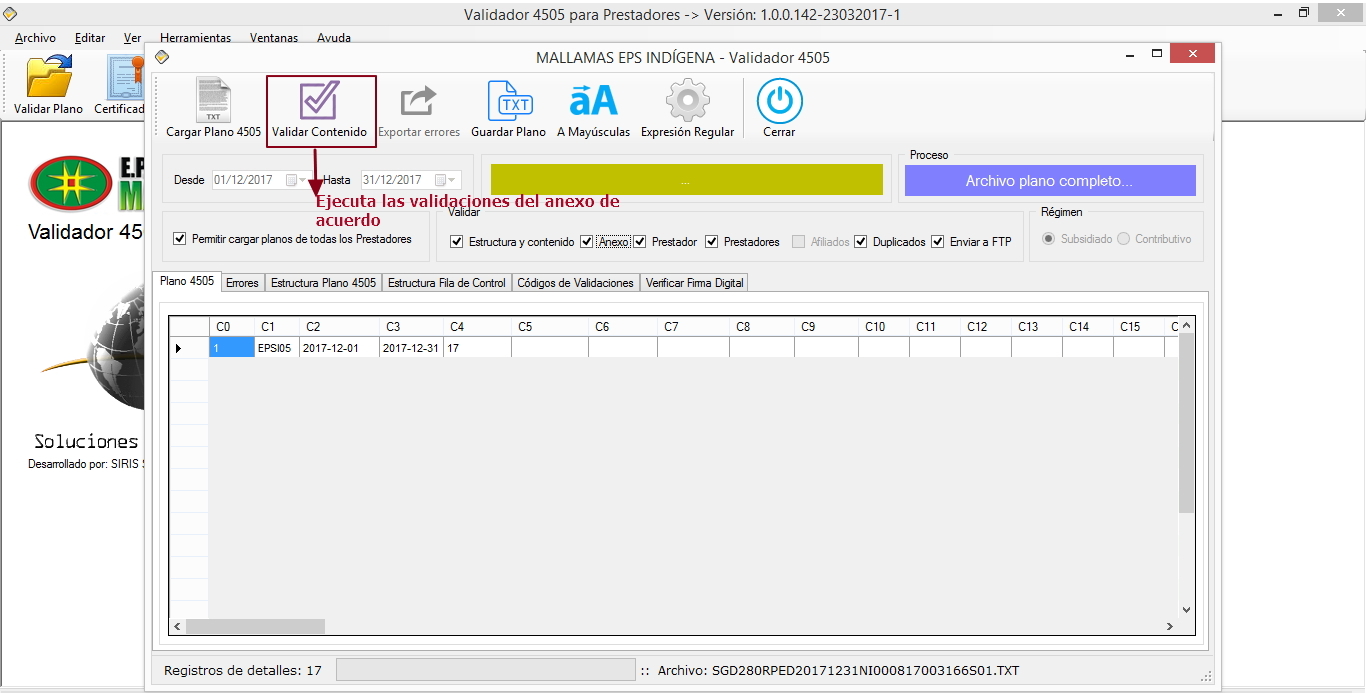 Validador 4505 para Prestadores -> Versión: 1.0.0.142-23032017-1
Archivo Editar Ver Herramientas Ventanas Ayuda
Validar Plano Certificad
E.P
M
Validador 45
Soluciones
Desarrollado por: SIRIS S
MALLAMAS EPS INDÍGENA - Validador 4505
TXT TXT aA
Cargar Plano 4505 Validar Contenido Exportar errores Guardar Plano A Mayúsculas Expresión Regular Cerrar
Desde 01/12/2017 Hasta 31/12/2017
...
Proceso
Archivo plano completo...
Ejecuta las validaciones del anexo de
acuerdo
Permitir cargar planos de todas los Prestadores
Validar
Estructura y contenido Anexo Prestador Prestadores Afiliados Duplicados Enviar a FTP
Régimen
Subsidiado Contributivo
Plano 4505 Errores Estructura Plano 4505 Estructura Fila de Control Códigos de Validaciones Verificar Firma Digital
C0 C1 C2 C3 C4 C5 C6 C7 C8 C9 C10 C11 C12 C13 C14 C15 C
1 EPSI05 2017-12-01 2017-12-31 17
Registros de detalles: 17 :: Archivo: SGD280RPED20171231NI000817003166S01.TXT